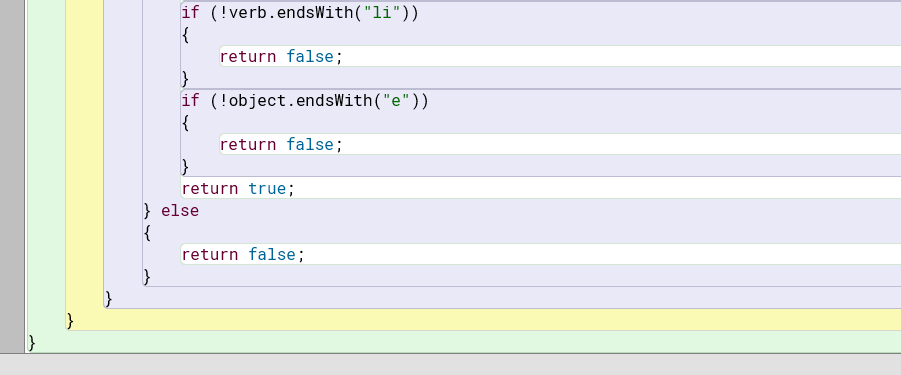 if (!verb.endsWith("li"))
{
return false;
}
if (!object.endsWith("e"))
{
return false;
}
return true;
} else
{
return false;
}
}
}
}